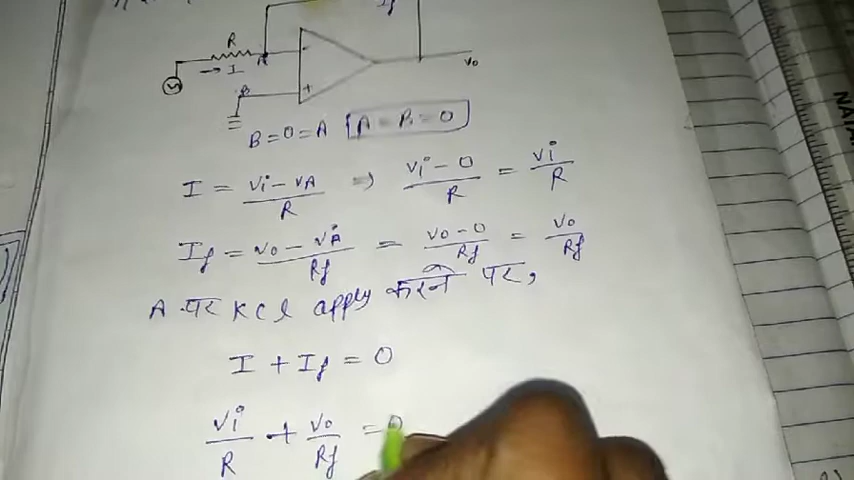 If
R
A
-
→ I
B
+
Vo
V
B = 0 = A A = B = 0
I = Vi - VA / R ⇒ Vi - 0 / R = Vi / R
If = Vo - VA / Rf = Vo - 0 / Rf = Vo / Rf
A पर KCl apply करने पर,
I + If = 0
Vi / R + Vo / Rf = 0